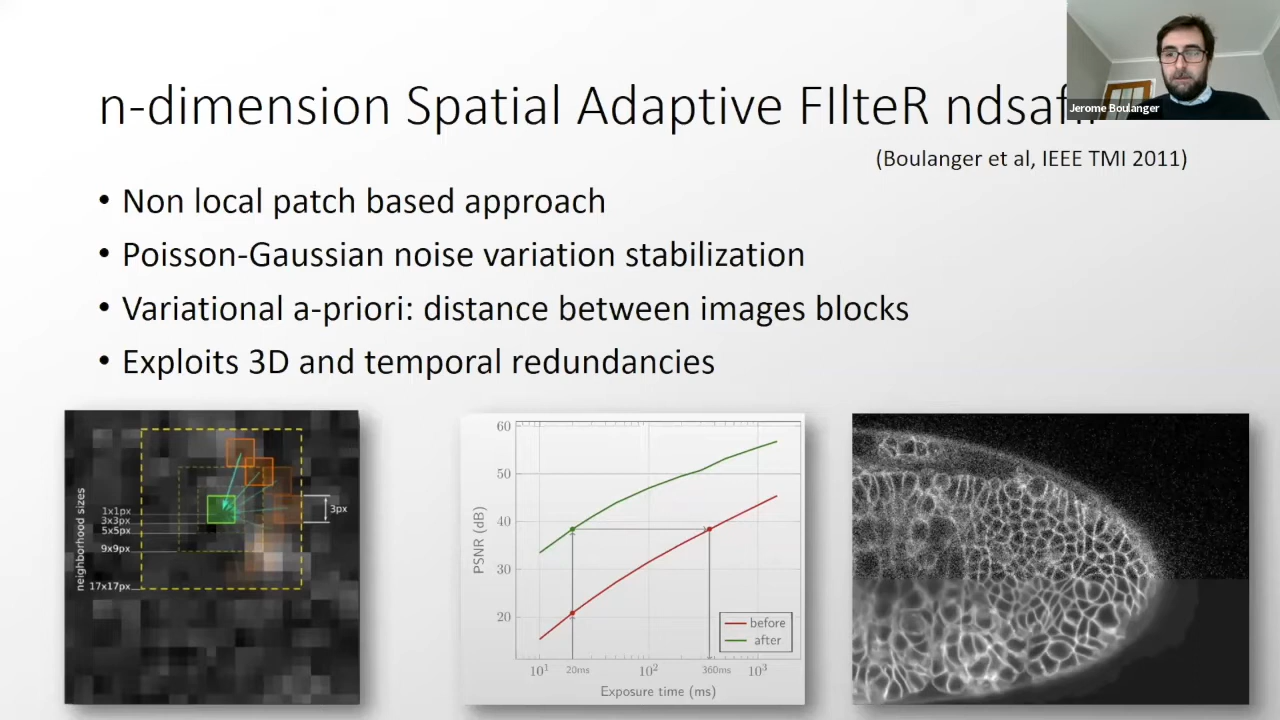 n-dimension Spatial Adaptive FIlteR ndsafir
Jerome Boulanger
(Boulanger et al, IEEE TMI 2011)
• Non local patch based approach
• Poisson-Gaussian noise variation stabilization
• Variational a-priori: distance between images blocks
• Exploits 3D and temporal redundancies
neighborhood sizes
1x1px
3x3px
5x5px
9x9px
17x17px
3px
PSNR (dB)
60
50
40
30
20
before
after
10¹
20ms
10²
360ms
10³
Exposure time (ms)